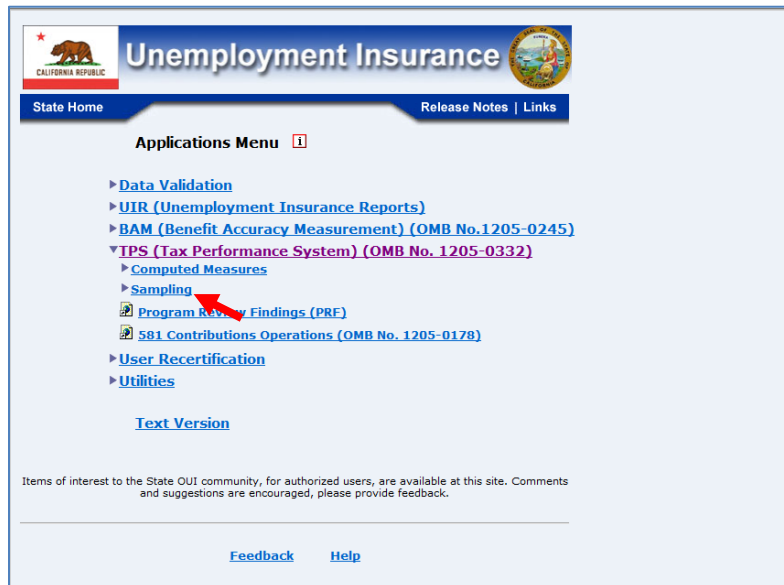 CALIFORNIA REPUBLIC
Unemployment Insurance
State Home
Release Notes | Links
Applications Menu i
Data Validation
UIR (Unemployment Insurance Reports)
BAM (Benefit Accuracy Measurement) (OMB No.1205-0245)
TPS (Tax Performance System) (OMB No. 1205-0332)
Computed Measures
Sampling
Program Review Findings (PRF)
581 Contributions Operations (OMB No. 1205-0178)
User Recertification
Utilities
Text Version
Items of interest to the State OUI community, for authorized users, are available at this site. Comments
and suggestions are encouraged, please provide feedback.
Feedback Help